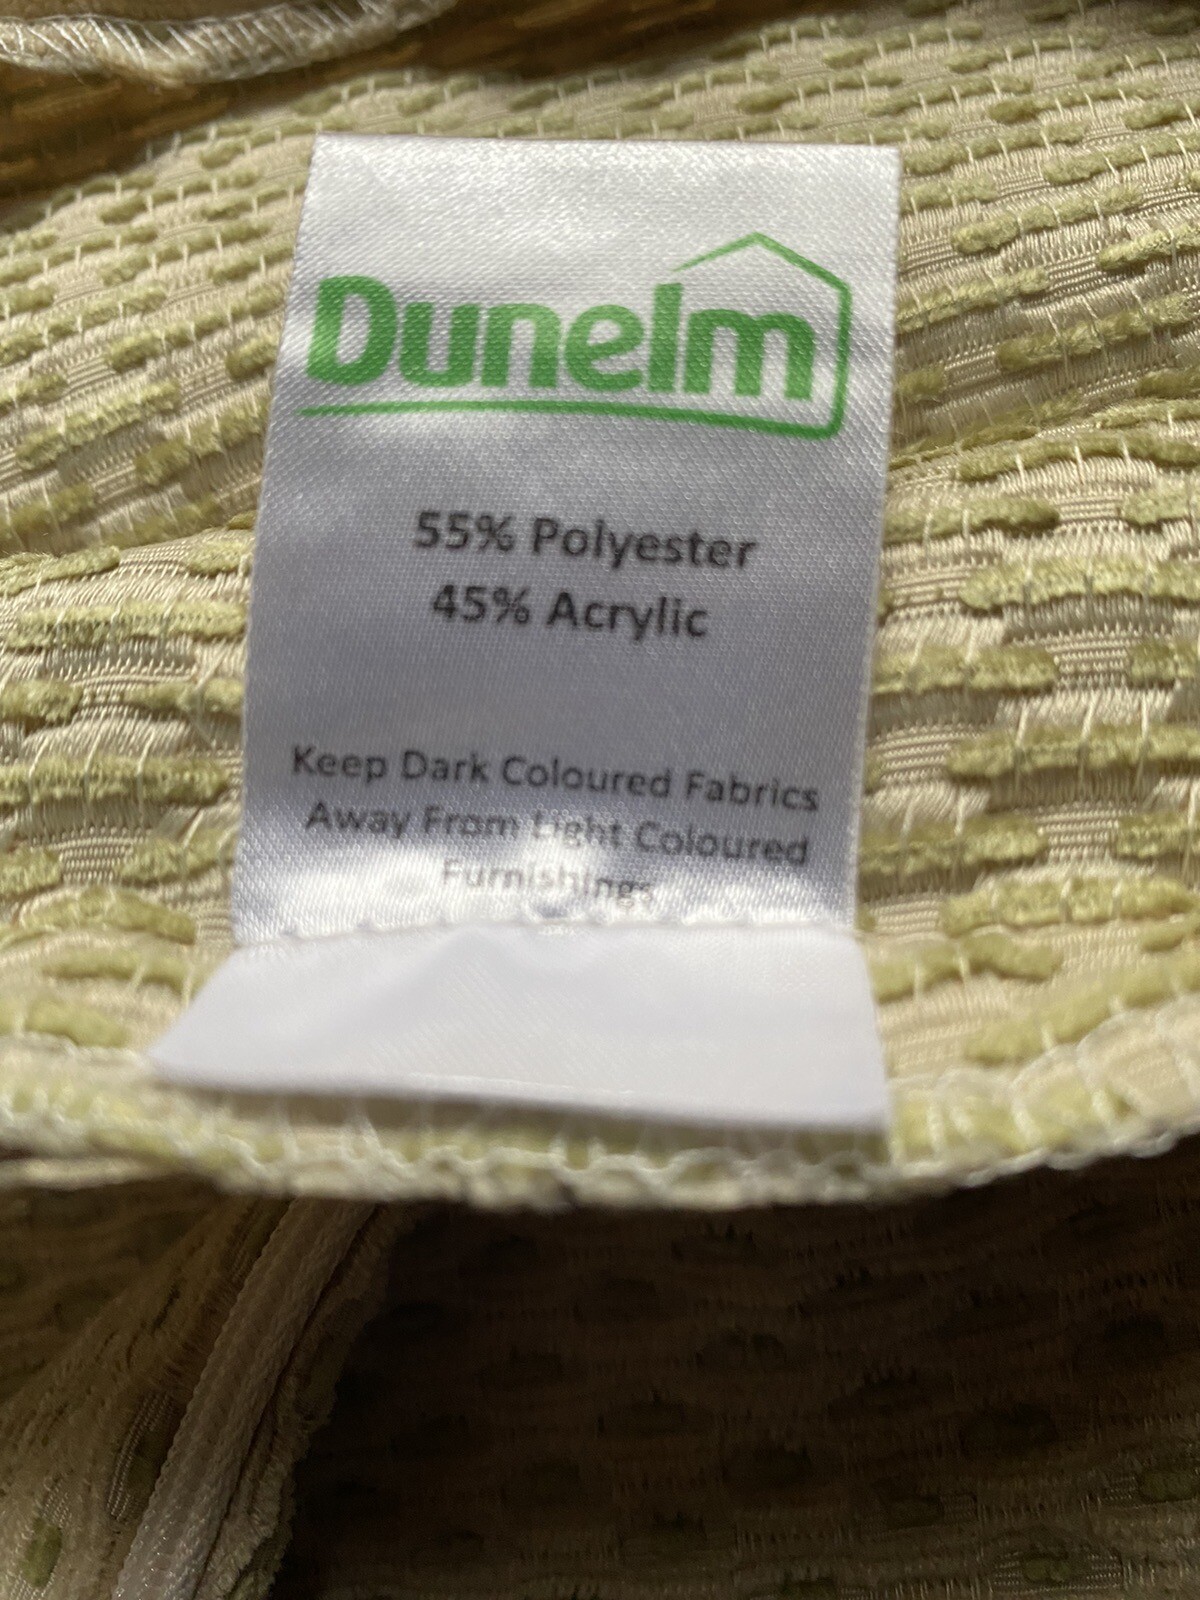 Dunelm
55% Polyester
45% Acrylic
Keep Dark Coloured Fabrics
Away From Light Coloured
Furnishings